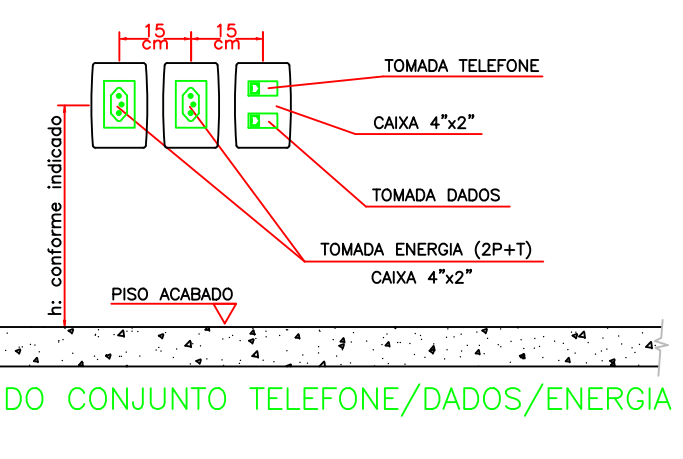 15
cm
15
cm
TOMADA TELEFONE
CAIXA 4"x2"
TOMADA DADOS
TOMADA ENERGIA (2P+T)
CAIXA 4"x2"
h: conforme indicado
PISO ACABADO
DO CONJUNTO TELEFONE/DADOS/ENERGIA